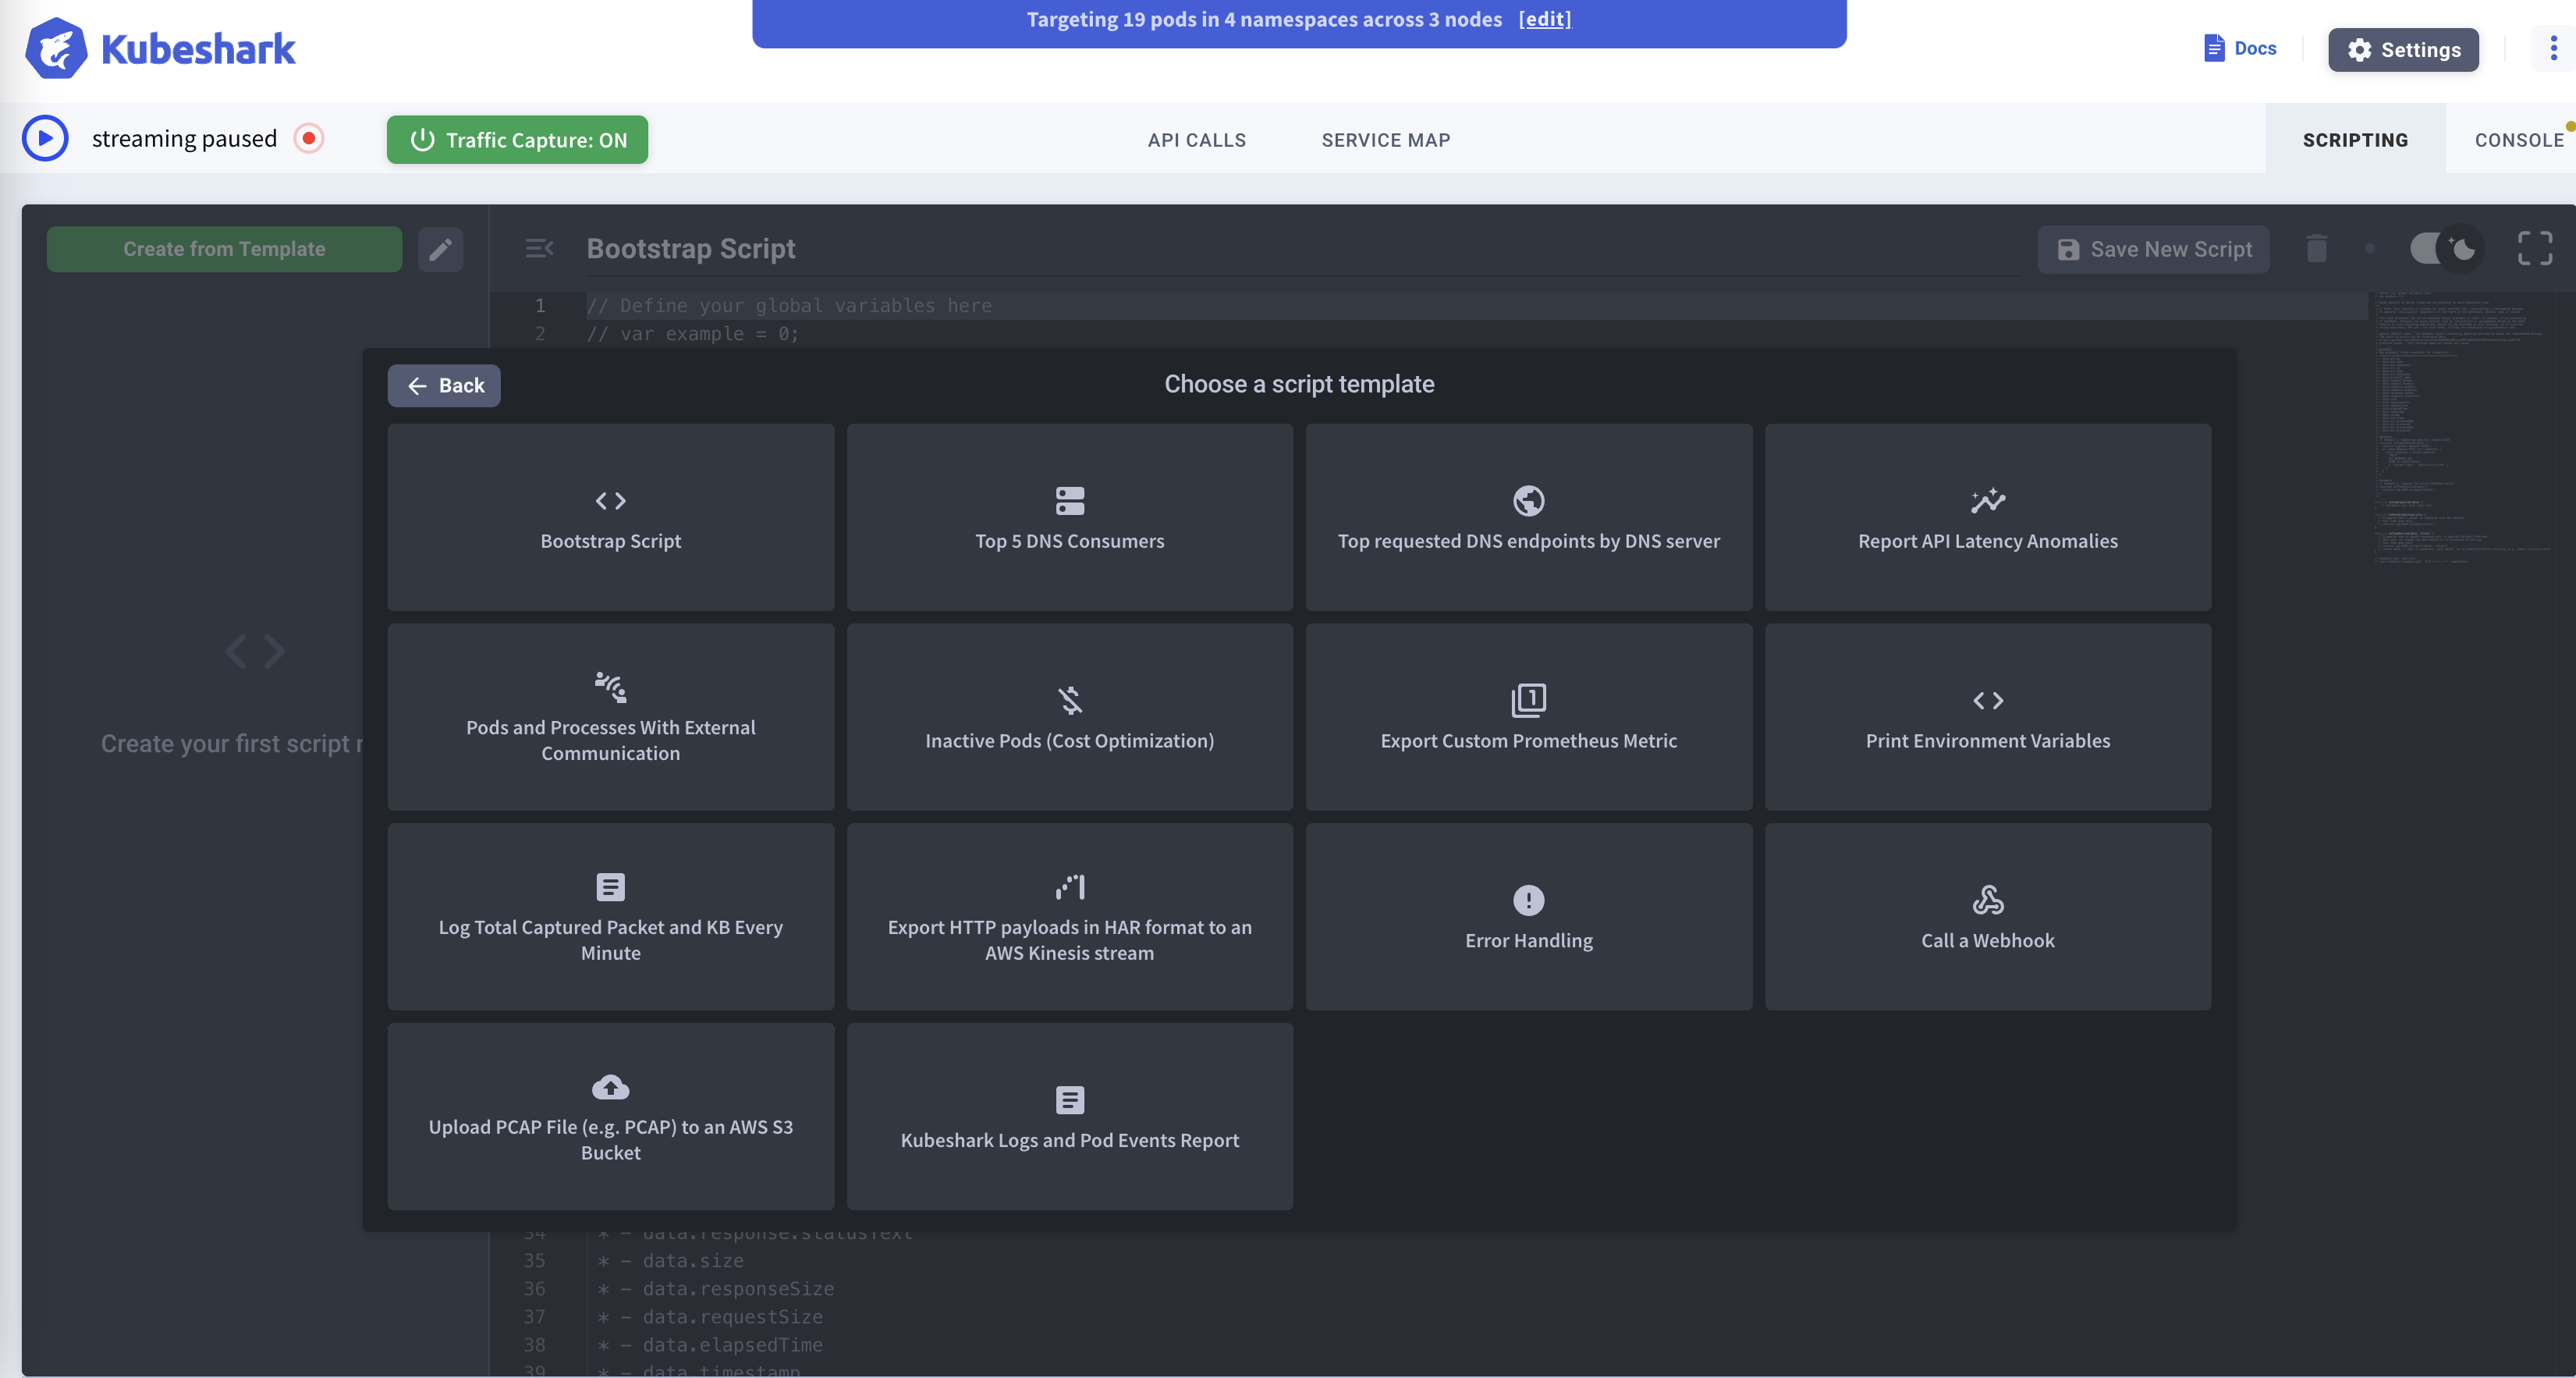 Kubeshark
Targeting 19 pods in 4 namespaces across 3 nodes [edit]
Docs
Settings
streaming paused
Traffic Capture: ON
API CALLS
SERVICE MAP
SCRIPTING
CONSOLE
Create from Template
Bootstrap Script
Save New Script
1 // Define your global variables here
2 // var example = 0;
Create your first script
Back
Choose a script template
Bootstrap Script
Top 5 DNS Consumers
Top requested DNS endpoints by DNS server
Report API Latency Anomalies
Pods and Processes With External
Communication
Inactive Pods (Cost Optimization)
1
Export Custom Prometheus Metric
Print Environment Variables
Log Total Captured Packet and KB Every
Minute
Export HTTP payloads in HAR format to an
AWS Kinesis stream
Error Handling
Call a Webhook
Upload PCAP File (e.g. PCAP) to an AWS S3
Bucket
Kubeshark Logs and Pod Events Report
34 * - data.response.statusText
35 * - data.size
36 * - data.responseSize
37 * - data.requestSize
38 * - data.elapsedTime
39 * - data.timestamp